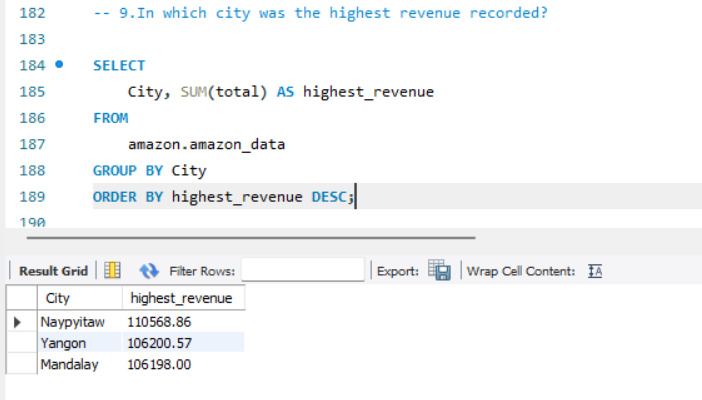 182 -- 9.In which city was the highest revenue recorded?
183
184 SELECT
185 City, SUM(total) AS highest_revenue
186 FROM
187 amazon.amazon_data
188 GROUP BY City
189 ORDER BY highest_revenue DESC;
190
Result Grid Filter Rows: Export: Wrap Cell Content: IA
City highest_revenue
Naypyitaw 110568.86
Yangon 106200.57
Mandalay 106198.00